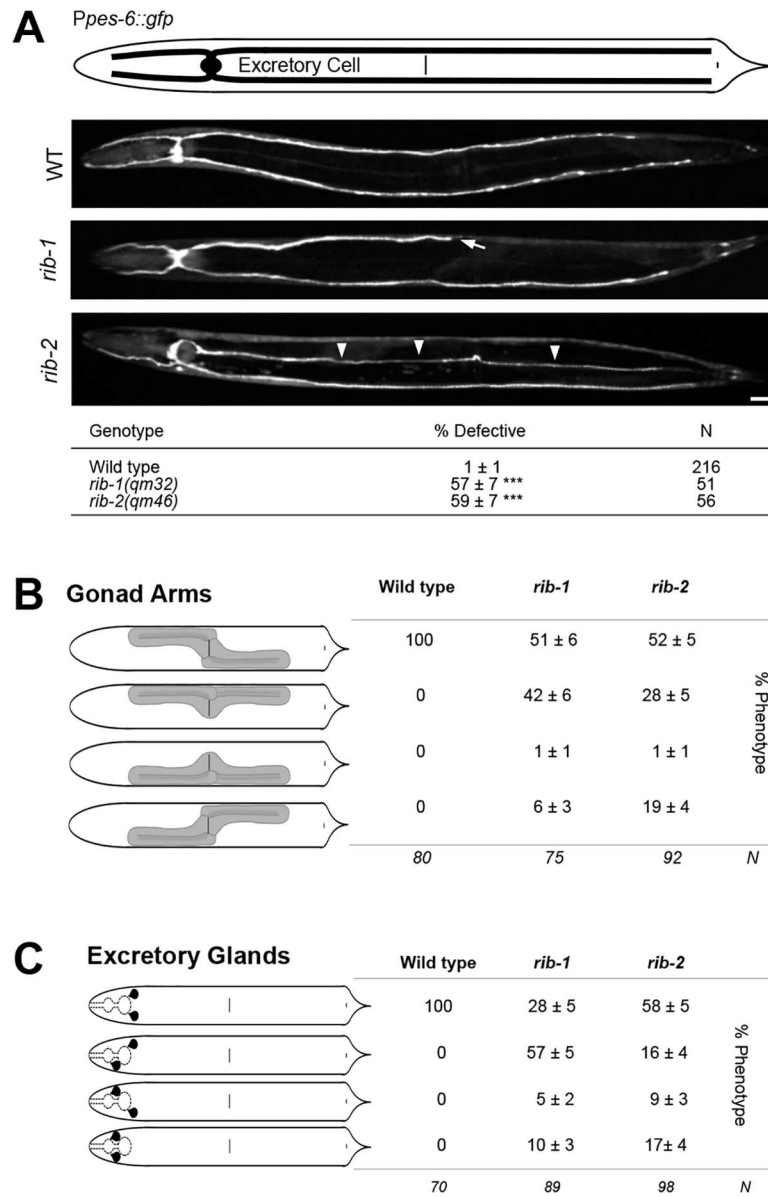 A
Ppes-6::gfp
Excretory Cell
WT
rib-1
rib-2
Genotype % Defective N
Wild type 1 ± 1 216
rib-1(qm32) 57 ± 7 *** 51
rib-2(qm46) 59 ± 7 *** 56
B Gonad Arms Wild type rib-1 rib-2
100 51 ± 6 52 ± 5
0 42 ± 6 28 ± 5
0 1 ± 1 1 ± 1
0 6 ± 3 19 ± 4
% Phenotype
80 75 92 N
C Excretory Glands Wild type rib-1 rib-2
100 28 ± 5 58 ± 5
0 57 ± 5 16 ± 4
0 5 ± 2 9 ± 3
0 10 ± 3 17± 4
% Phenotype
70 89 98 N